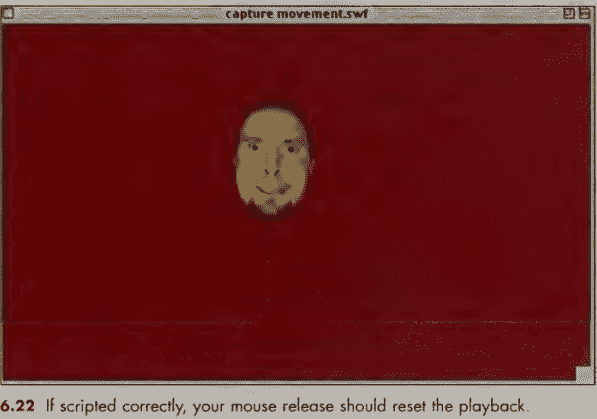 capture movement.swf
6.22 If scripted correctly, your mouse release should reset the playback.